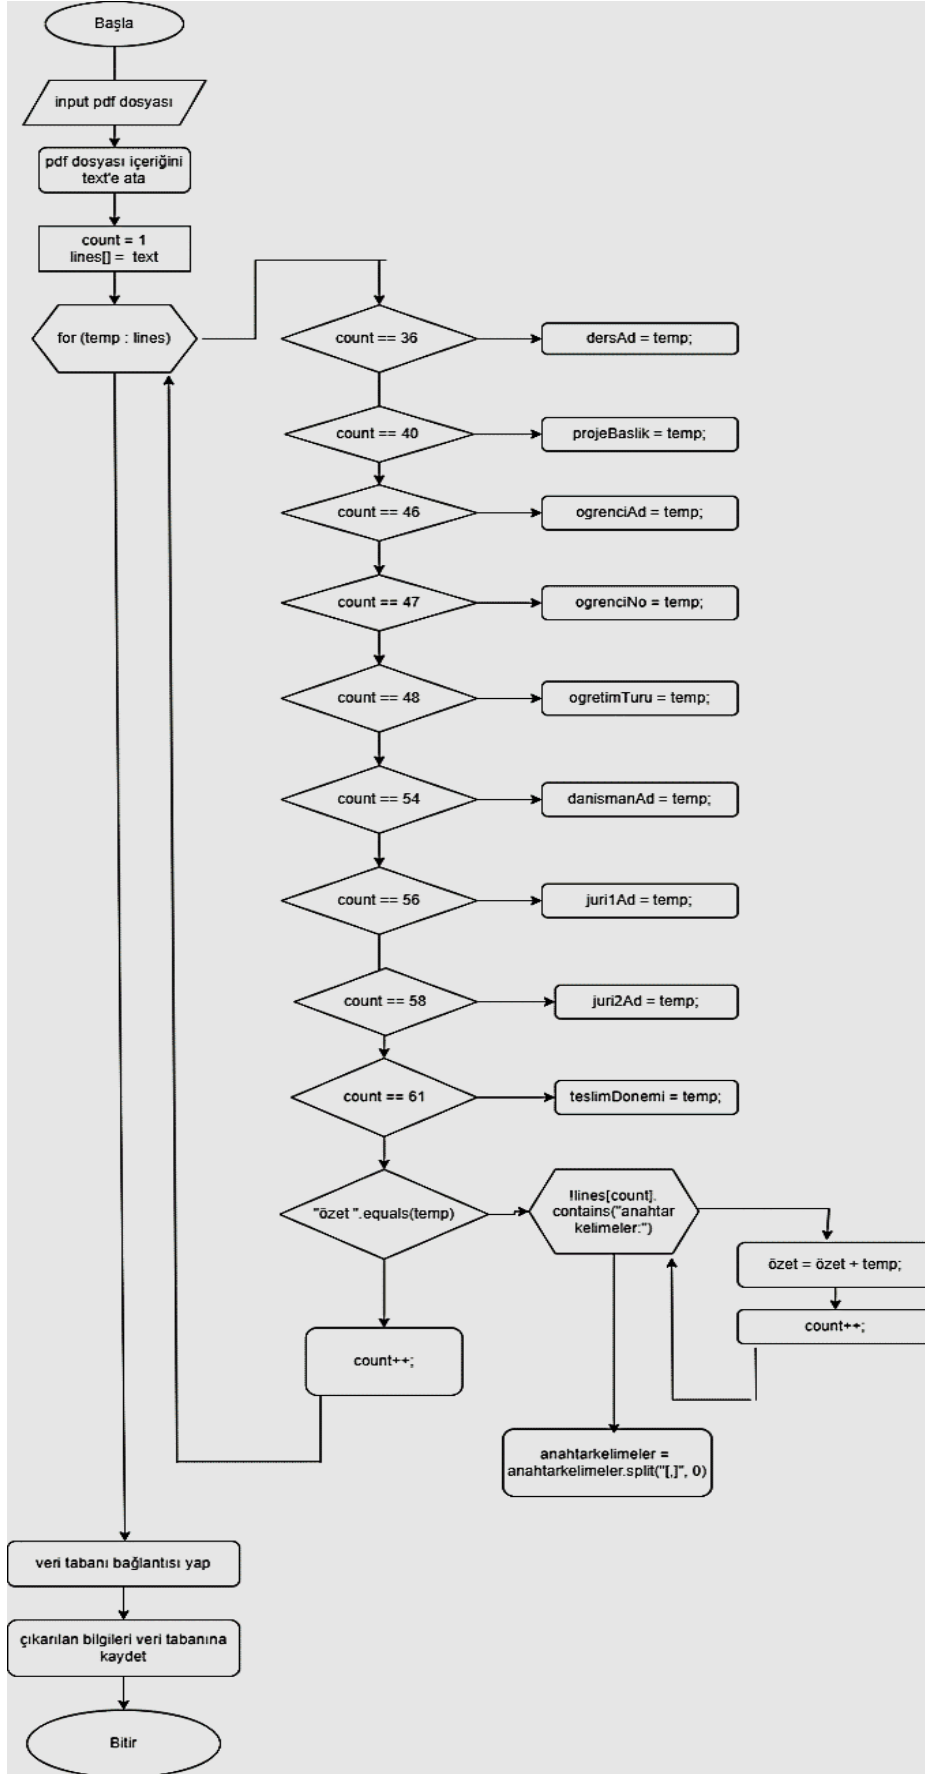 Başla
input pdf dosyası
pdf dosyası içeriğini
text'e ata
count = 1
lines[] = text
for (temp : lines)
count == 36
dersAd = temp;
count == 40
projeBaslik = temp;
count == 46
ogrenciAd = temp;
count == 47
ogrenciNo = temp;
count == 48
ogretimTuru = temp;
count == 54
danismanAd = temp;
count == 56
juri1Ad = temp;
count == 58
juri2Ad = temp;
count == 61
teslimDonemi = temp;
"özet ".equals(temp)
!lines[count].
contains("anahtar
kelimeler:")
özet = özet + temp;
count++;
count++;
anahtarkelimeler =
anahtarkelimeler.split("[,]", 0)
veri tabanı bağlantısı yap
çıkarılan bilgileri veri tabanına
kaydet
Bitir